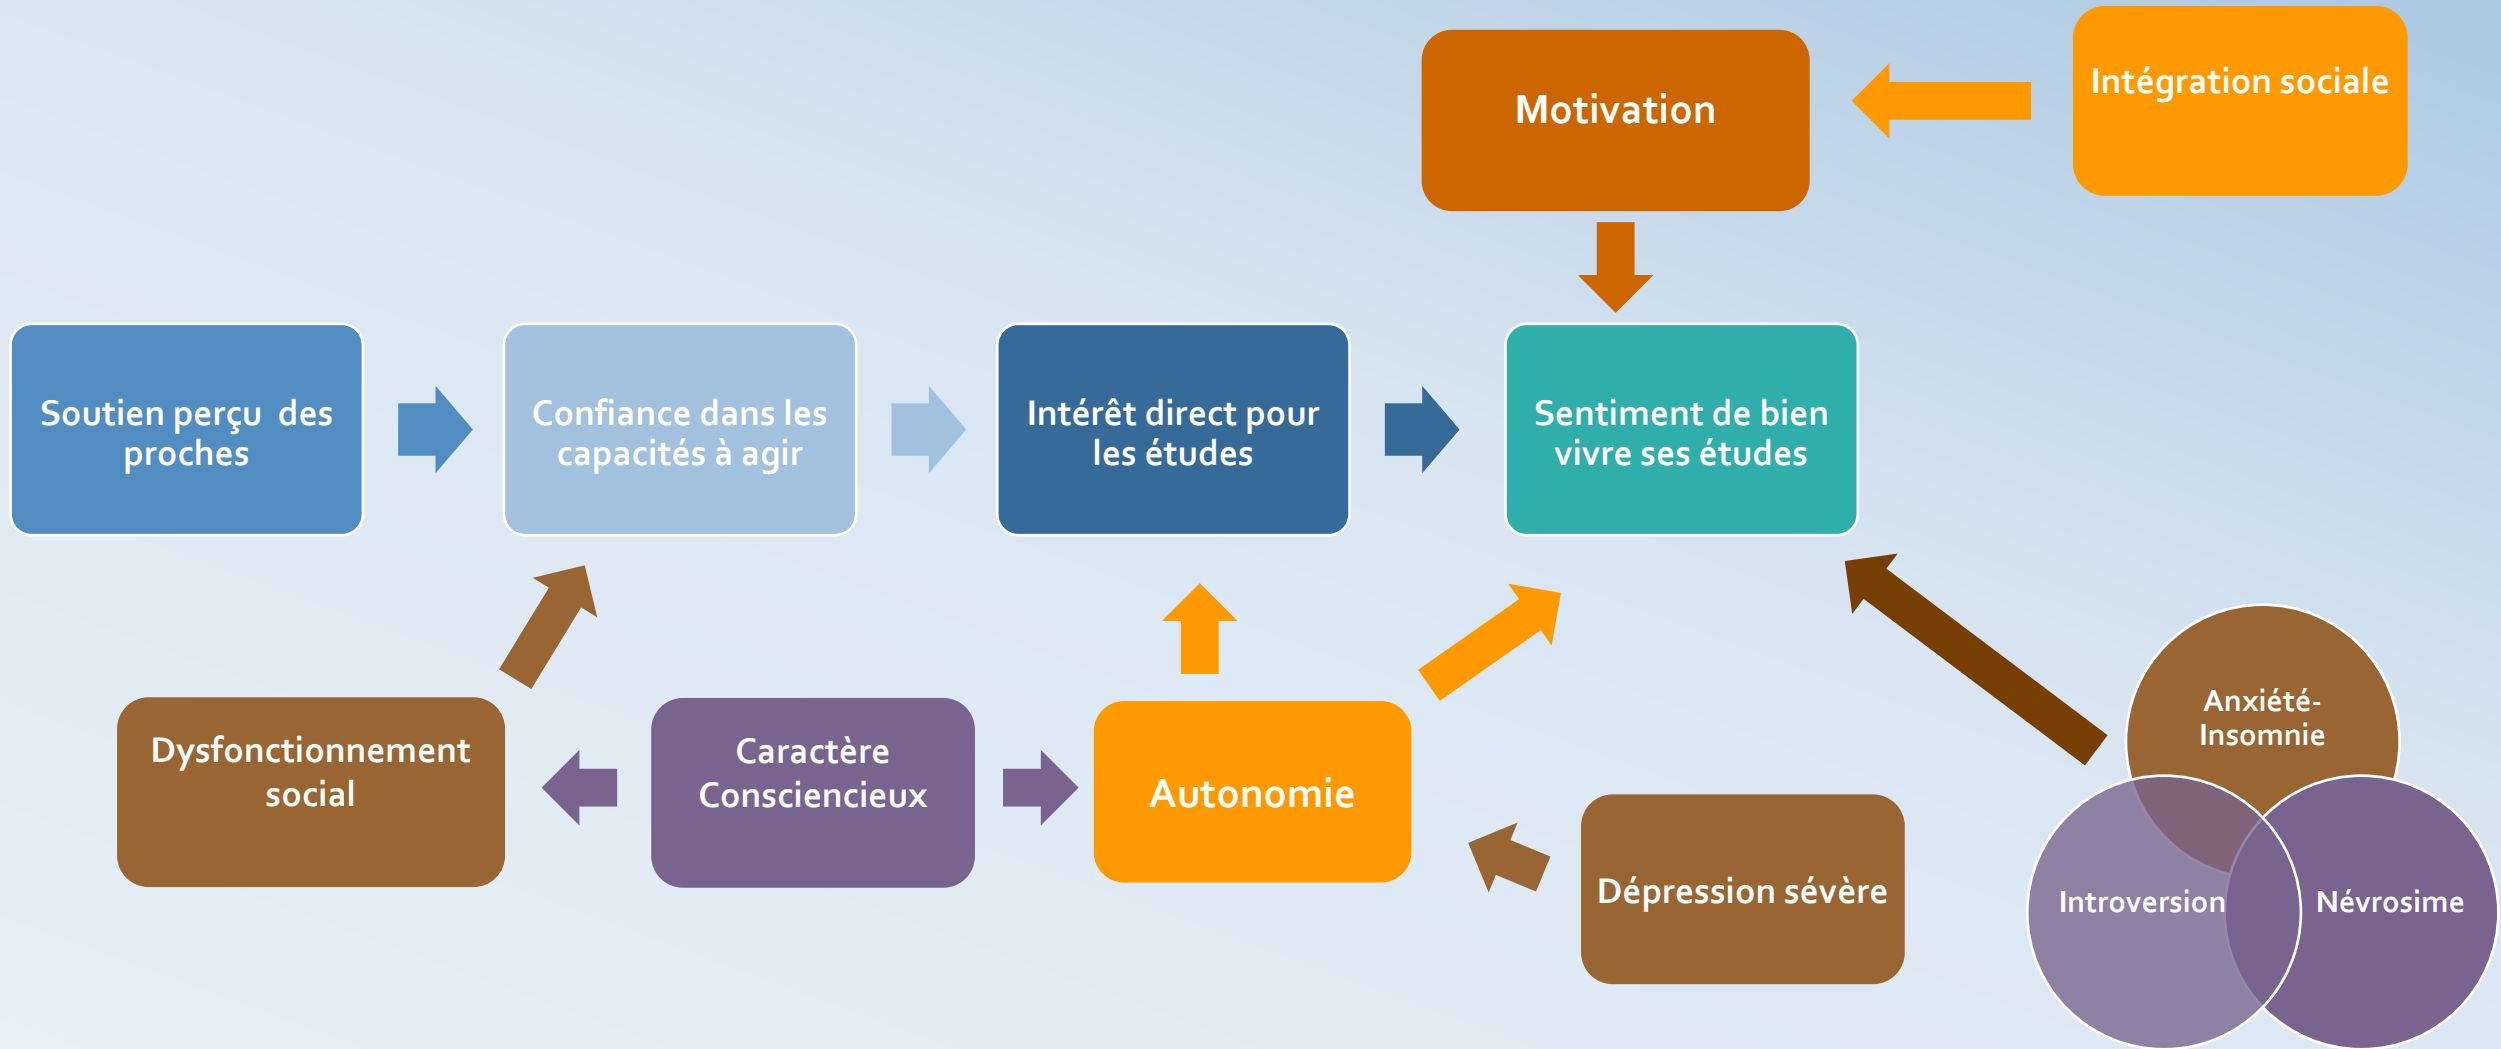 Motivation
Intégration sociale
Soutien perçu  des
proches
Confiance dans les
capacités à agir
Intérêt direct pour
les études
Sentiment de bien
vivre ses études
Dysfonctionnement
social
Caractère
Consciencieux
Autonomie
Dépression sévère
Anxiété-
Insomnie
Introversion
Névrosime